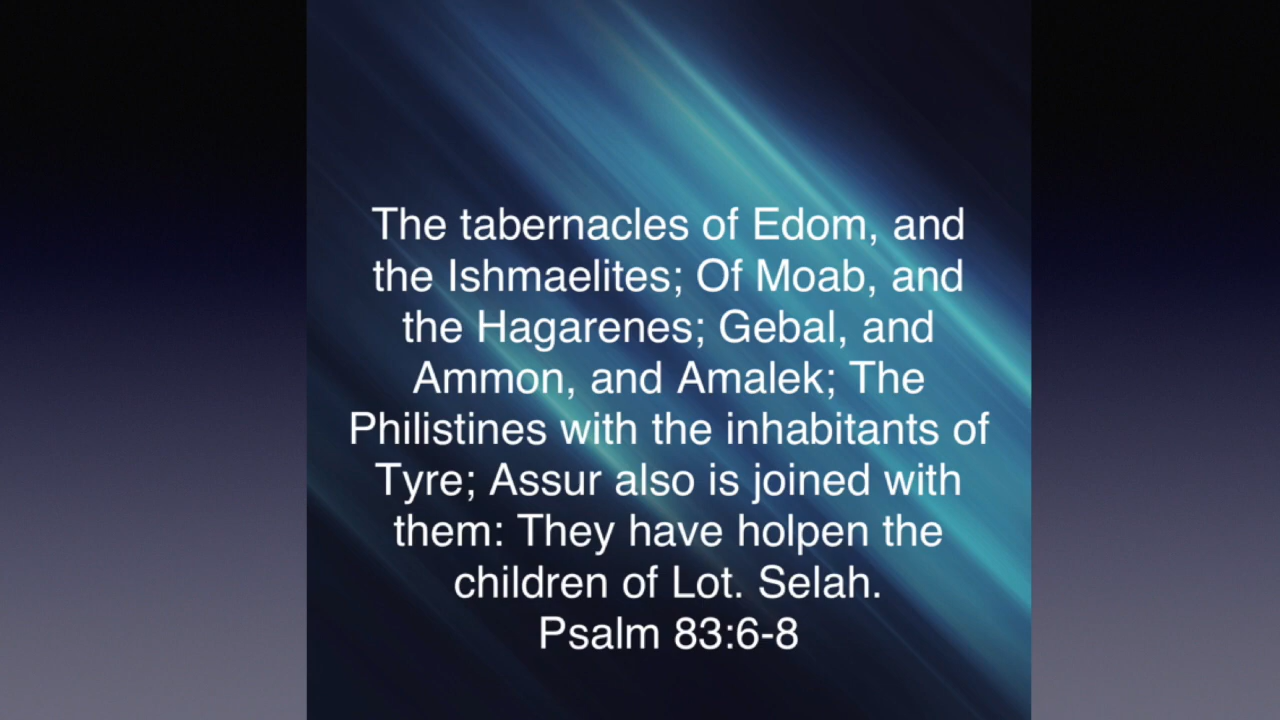 The tabernacles of Edom, and
the Ishmaelites; Of Moab, and
the Hagarenes; Gebal, and
Ammon, and Amalek; The
Philistines with the inhabitants of
Tyre; Assur also is joined with
them: They have holpen the
children of Lot. Selah.
Psalm 83:6-8